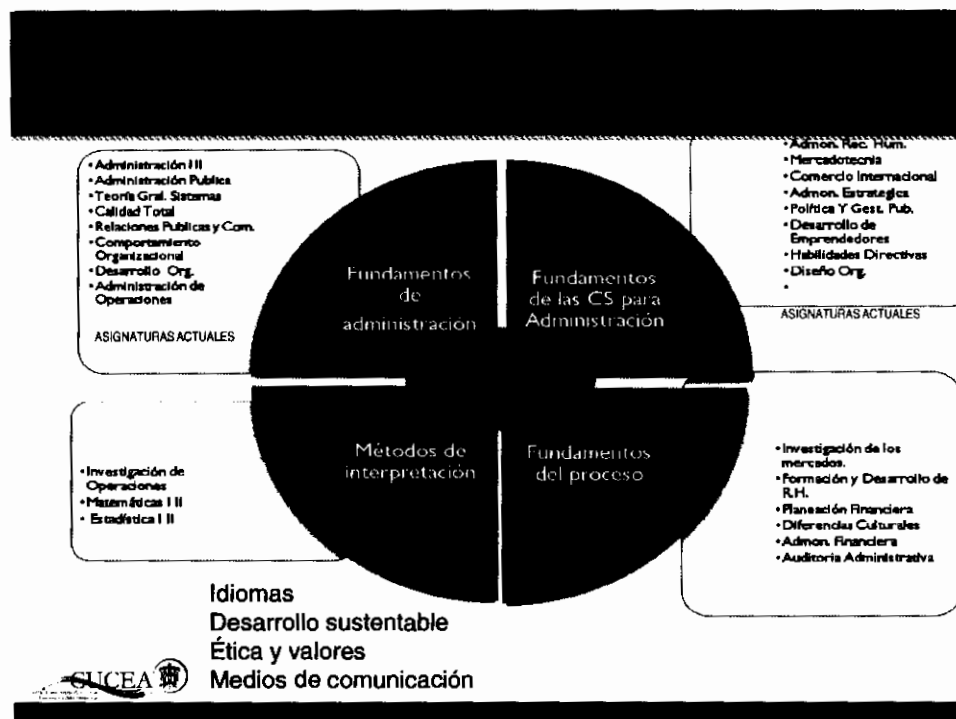 • Administración I II
• Administración Publica
• Teoría Gral. Sistemas
• Calidad Total
• Relaciones Publicas y Com.
• Comportamiento
Organizacional
• Desarrollo Org.
• Administración de
Operaciones
ASIGNATURAS ACTUALES
• Admon. Rec. Hum.
• Mercadotecnia
• Comercio Internacional
• Admon. Estrategica
• Política Y Gest. Pub.
• Desarrollo de
Emprendedores
• Habilidades Directivas
• Diseño Org.
•
ASIGNATURAS ACTUALES
Fundamentos
de
administración
Fundamentos
de las CS para
Administración
Métodos de
interpretación
Fundamentos
del proceso
• Investigación de
Operaciones
• Matemáticas I II
• Estadística I II
• Investigación de los
mercados.
• Formación y Desarrollo de
R.H.
• Planeación Financiera
• Diferencias Culturales
• Admon. Financiera
• Auditoria Administrativa
Idiomas
Desarrollo sustentable
Ética y valores
Medios de comunicación
CUCEA